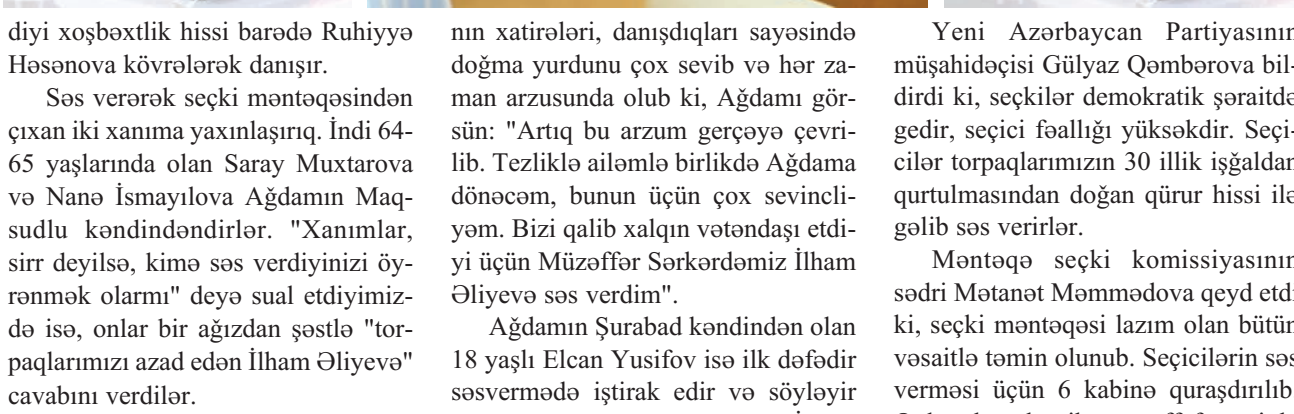 diyi xoşbəxtlik hissi barədə Ruhiyyə
Həsənova kövrələrək danışır.
Səs verərək seçki məntəqəsindən
çıxan iki xanıma yaxınlaşırıq. İndi 64-
65 yaşlarında olan Saray Muxtarova
və Nanə İsmayılova Ağdamın Maq-
sudlu kəndindəndirlər. "Xanımlar,
sirr deyilsə, kimə səs verdiyinizi öy-
rənmək olarmı" deyə sual etdiyimiz-
də isə, onlar bir ağızdan şəstlə "tor-
paqlarımızı azad edən İlham Əliyevə"
cavabını verdilər.
nın xatirələri, danışdıqları sayəsində
doğma yurdunu çox sevib və hər za-
man arzusunda olub ki, Ağdamı gör-
sün: "Artıq bu arzum gerçəyə çevri-
lib. Tezliklə ailəmlə birlikdə Ağdama
dönəcəm, bunun üçün çox sevincli-
yəm. Bizi qalib xalqın vətəndaşı etdi-
yi üçün Müzəffər Sərkərdəmiz İlham
Əliyevə səs verdim".
Ağdamın Şurabad kəndindən olan
18 yaşlı Elcan Yusifov isə ilk dəfədir
səsvermədə iştirak edir və söyləyir
Yeni Azərbaycan Partiyasının
müşahidəçisi Gülyaz Qəmbərova bil-
dirdi ki, seçkilər demokratik şəraitdə
gedir, seçici fəallığı yüksəkdir. Seçi-
cilər torpaqlarımızın 30 illik işğaldan
qurtulmasından doğan qürur hissi ilə
gəlib səs verirlər.
Məntəqə seçki komissiyasının
sədri Mətanət Məmmədova qeyd etdi
ki, seçki məntəqəsi lazım olan bütün
vəsaitlə təmin olunub. Seçicilərin səs
verməsi üçün 6 kabinə quraşdırılıb.